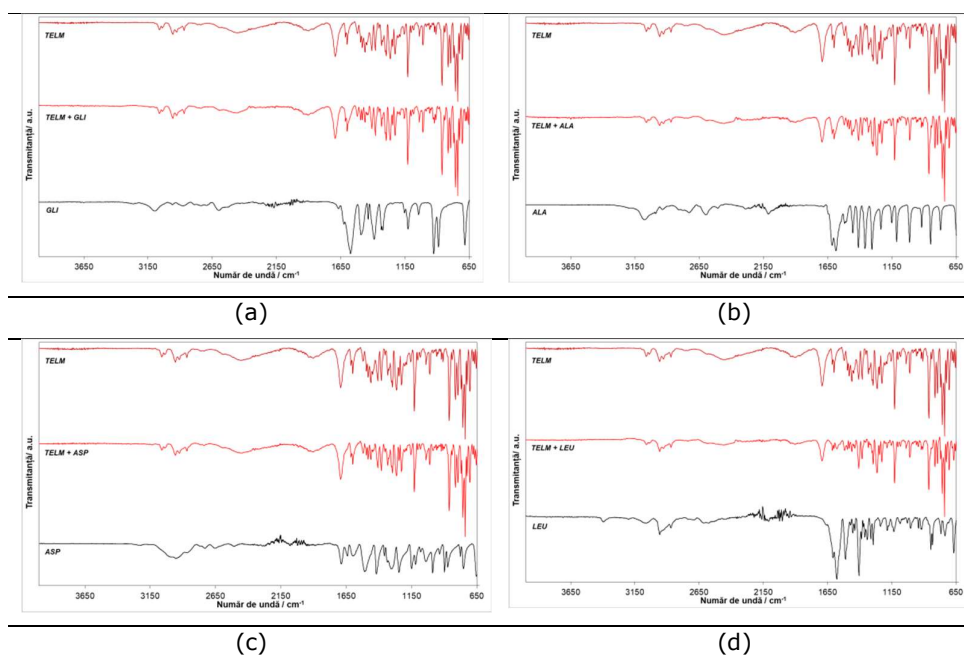 Transmitanță/ a.u.
TELM
TELM + GLI
GLI
3650 3150 2650 2150 1650 1150 650
Număr de undă / cm-1
(a)
Transmitanță/ a.u.
TELM
TELM + ALA
ALA
3650 3150 2650 2150 1650 1150 650
Număr de undă / cm-1
(b)
Transmitanță/ a.u.
TELM
TELM + ASP
ASP
3650 3150 2650 2150 1650 1150 650
Număr de undă / cm-1
(c)
Transmitanță/ a.u.
TELM
TELM + LEU
LEU
3650 3150 2650 2150 1650 1150 650
Număr de undă / cm-1
(d)